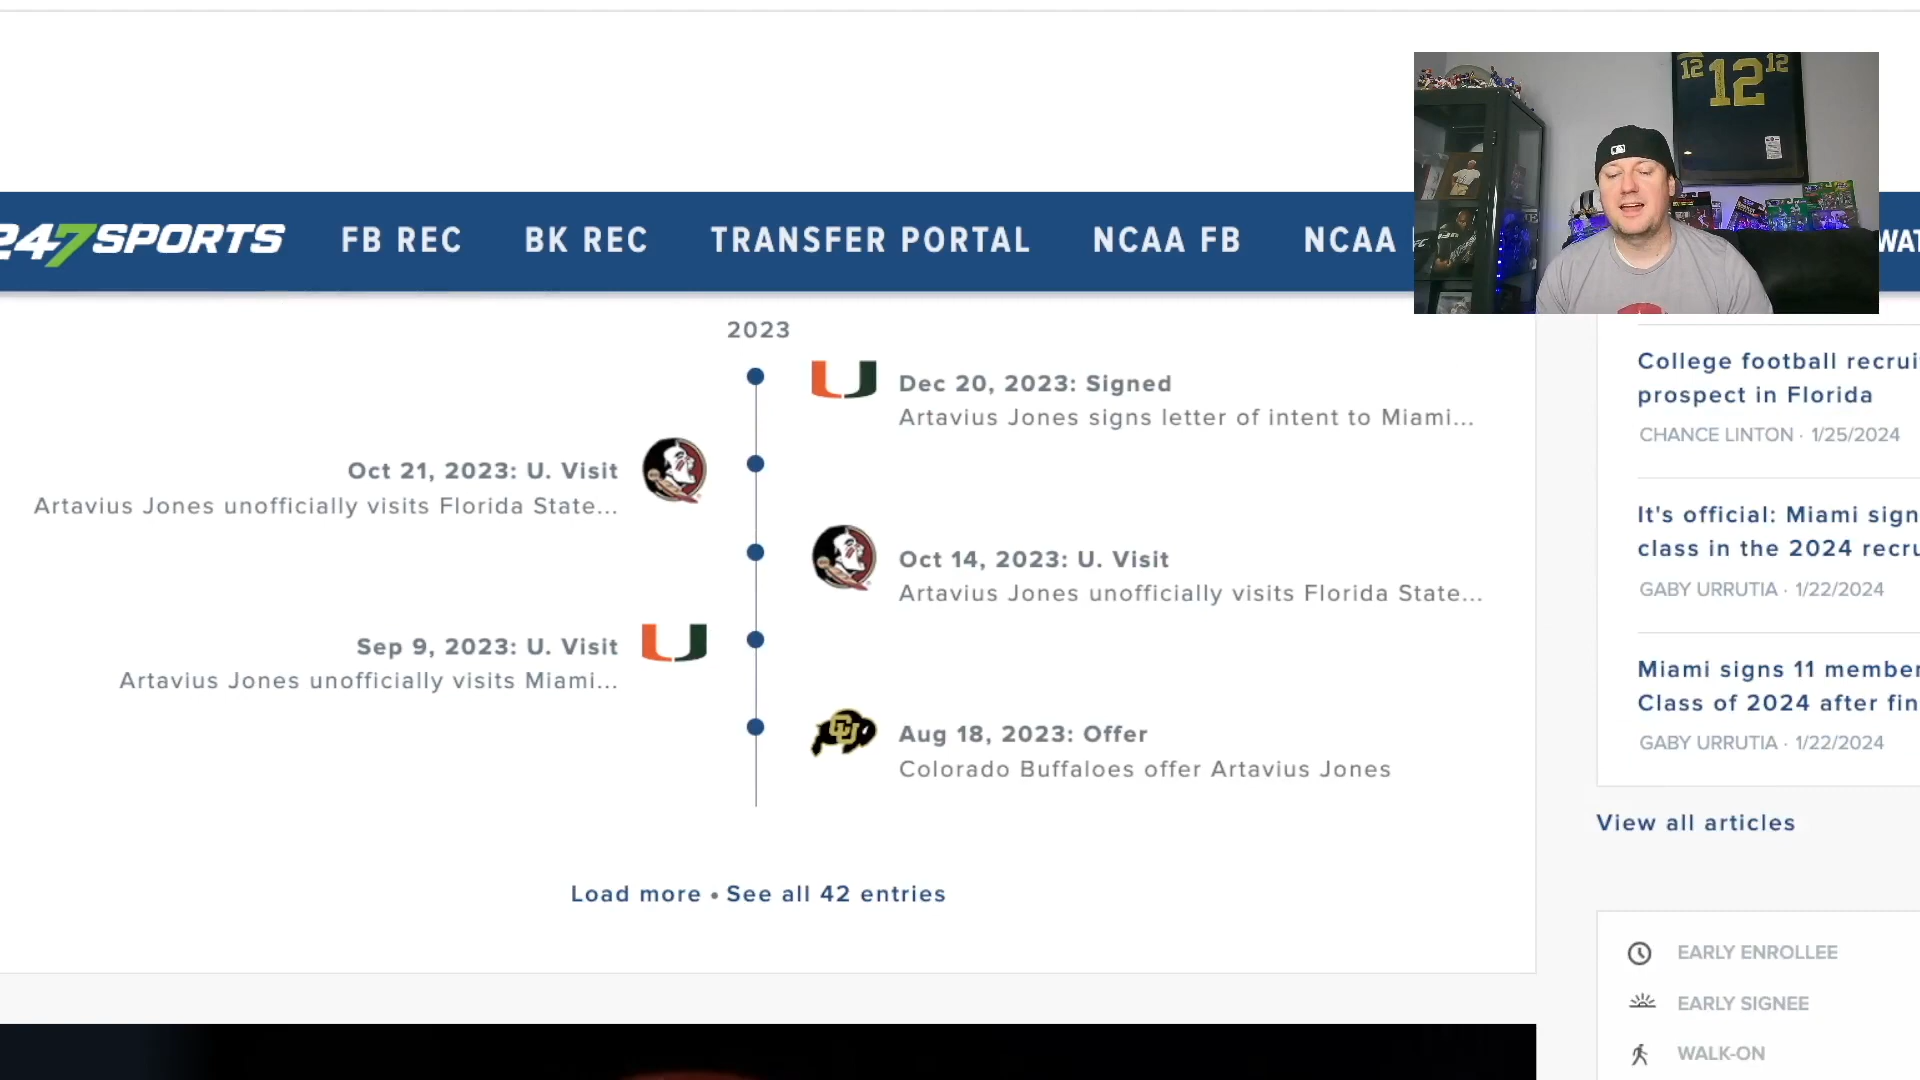 12 12 12
247SPORTS FB REC BK REC TRANSFER PORTAL NCAA FB NCAA
2023
Dec 20, 2023: Signed
Artavius Jones signs letter of intent to Miami...
Oct 21, 2023: U. Visit
Artavius Jones unofficially visits Florida State...
Oct 14, 2023: U. Visit
Artavius Jones unofficially visits Florida State...
Sep 9, 2023: U. Visit
Artavius Jones unofficially visits Miami...
CU
Aug 18, 2023: Offer
Colorado Buffaloes offer Artavius Jones
Load more • See all 42 entries
College football recrui
prospect in Florida
CHANCE LINTON · 1/25/2024
It's official: Miami sign
class in the 2024 recru
GABY URRUTIA · 1/22/2024
Miami signs 11 member
Class of 2024 after fin
GABY URRUTIA · 1/22/2024
View all articles
EARLY ENROLLEE
EARLY SIGNEE
WALK-ON